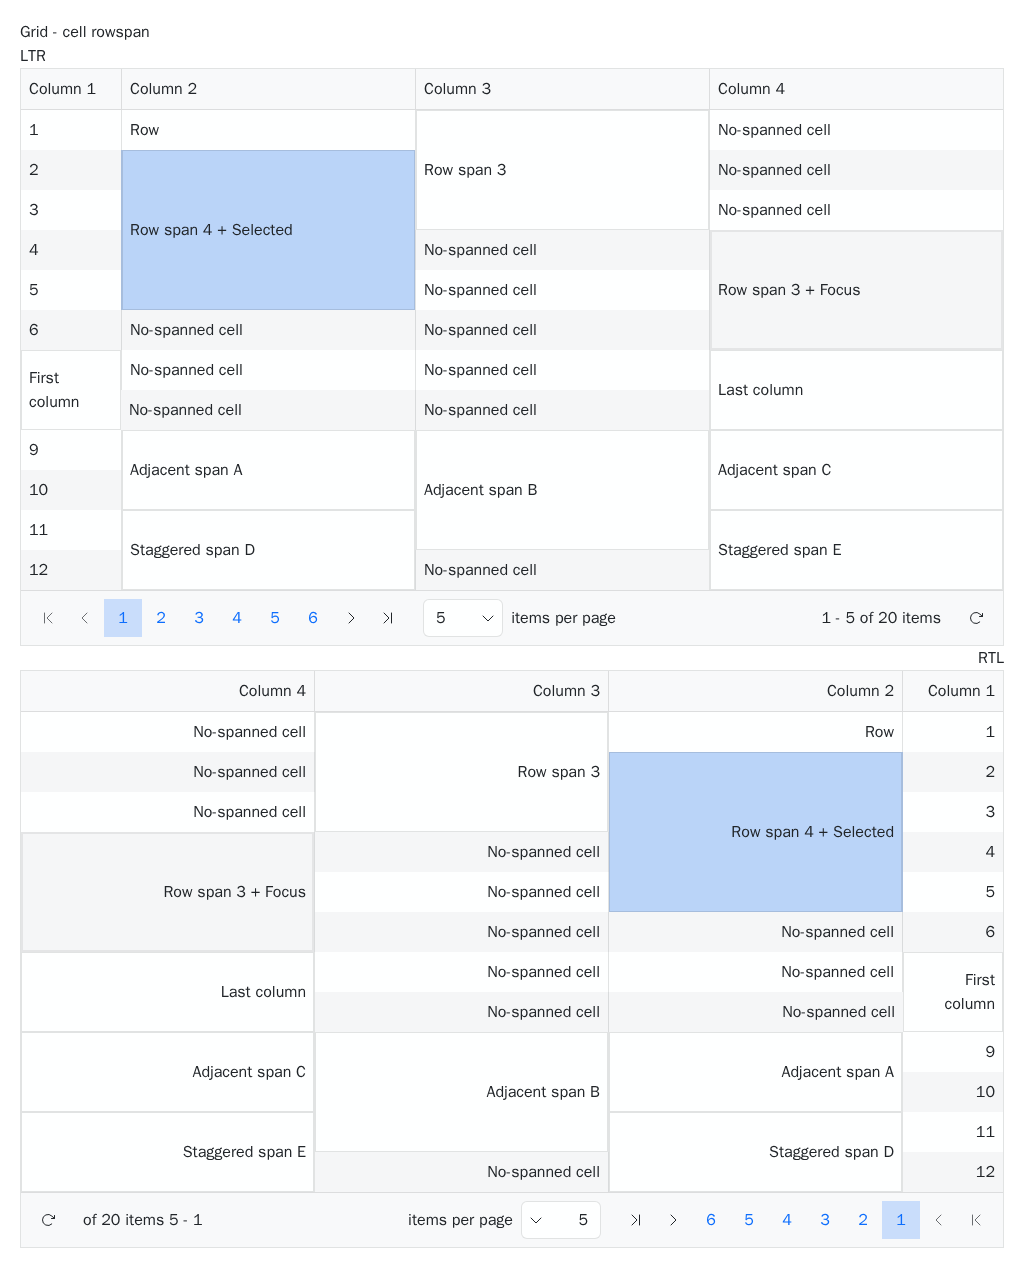 Grid - cell rowspan
LTR
Column 1 Column 2 Column 3 Column 4
1 Row No-spanned cell
2 Row span 3 No-spanned cell
3 No-spanned cell
Row span 4 + Selected
4 No-spanned cell
5 No-spanned cell Row span 3 + Focus
6 No-spanned cell No-spanned cell
First
column
No-spanned cell No-spanned cell
Last column
No-spanned cell No-spanned cell
9
Adjacent span A Adjacent span C
10 Adjacent span B
11
Staggered span D Staggered span E
12 No-spanned cell
1 2 3 4 5 6 5 items per page 1 - 5 of 20 items
RTL
Column 4 Column 3 Column 2 Column 1
No-spanned cell Row 1
No-spanned cell Row span 3 2
No-spanned cell 3
Row span 4 + Selected
No-spanned cell 4
Row span 3 + Focus No-spanned cell 5
No-spanned cell No-spanned cell 6
No-spanned cell No-spanned cell
First
column
Last column
No-spanned cell No-spanned cell
9
Adjacent span C Adjacent span A
Adjacent span B 10
11
Staggered span E Staggered span D
No-spanned cell 12
of 20 items 5 - 1 items per page 5 6 5 4 3 2 1